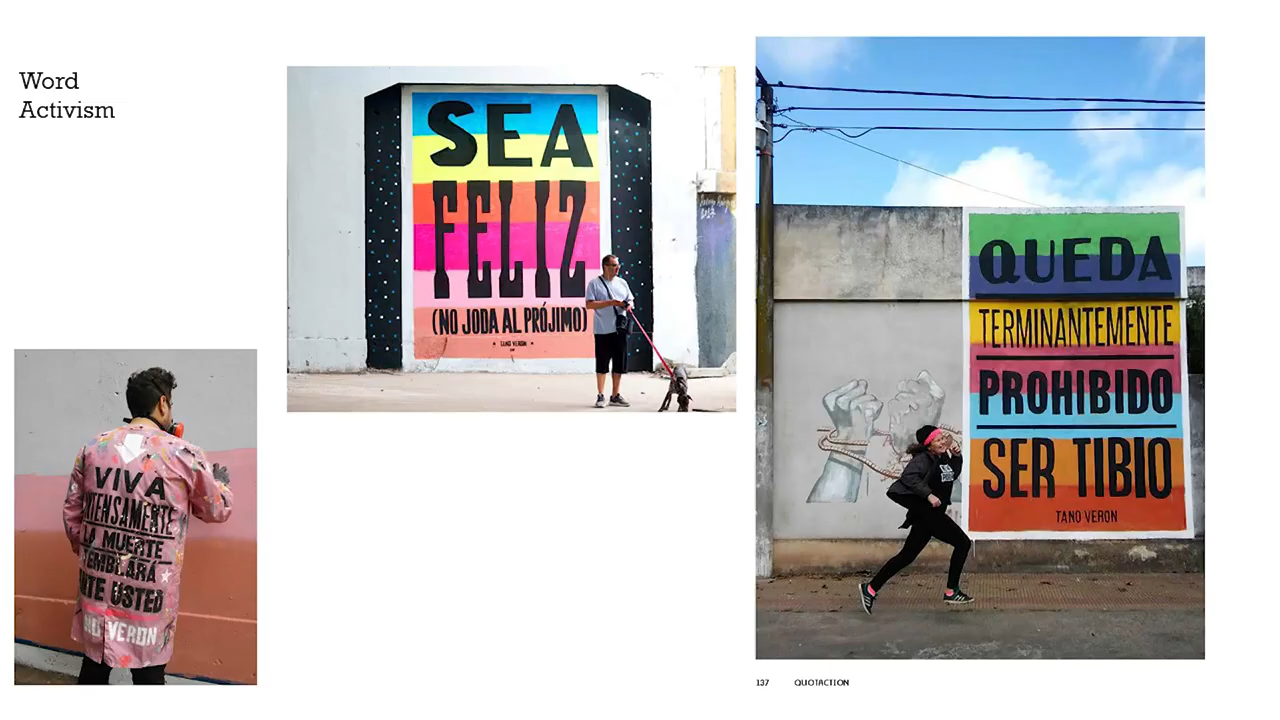 Word
Activism
SEA
FELIZ
(NO JODA AL PRÓJIMO)
TANO VERON
QUEDA
TERMINANTEMENTE
PROHIBIDO
SER TIBIO
TANO VERON
VIVA
LA MUERTE
USTED
VERON
137 QUOTACTION